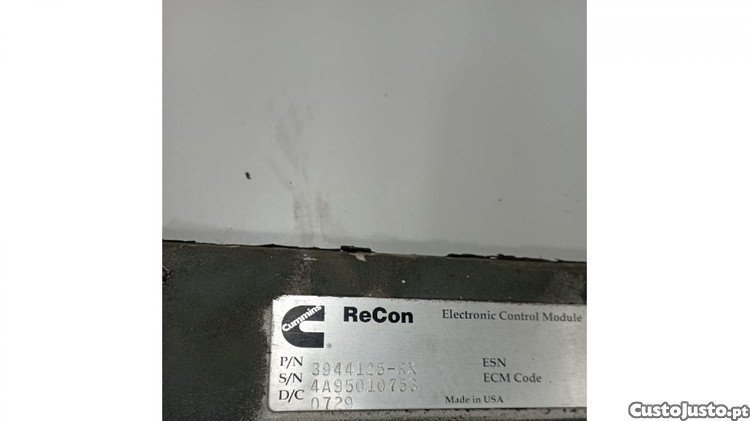 Cummins
ReCon
Electronic Control Module
P/N 3944125-RX
ESN
S/N 4A95010753
ECM Code
D/C 0729
Made in USA
CustoJusto.pt